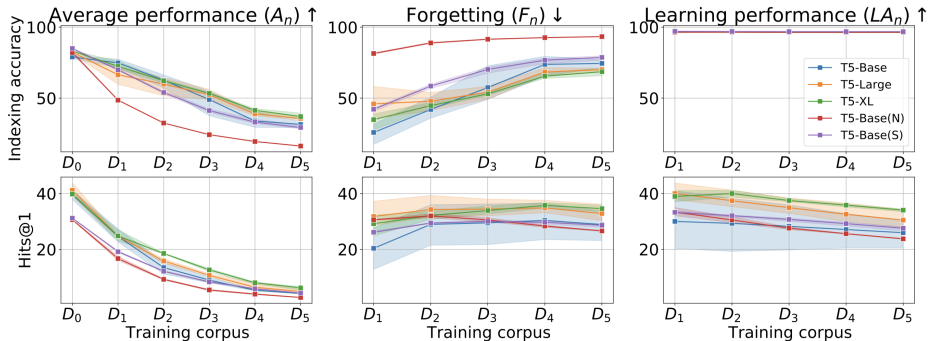 Average performance (Aₙ) ↑
Forgetting (Fₙ) ↓
Learning performance (LAₙ) ↑
Indexing accuracy
100
50
D₀ D₁ D₂ D₃ D₄ D₅
100
50
D₁ D₂ D₃ D₄ D₅
100
50
T5-Base
T5-Large
T5-XL
T5-Base(N)
T5-Base(S)
D₁ D₂ D₃ D₄ D₅
Hits@1
40
20
D₀ D₁ D₂ D₃ D₄ D₅
Training corpus
40
20
D₁ D₂ D₃ D₄ D₅
Training corpus
40
20
D₁ D₂ D₃ D₄ D₅
Training corpus